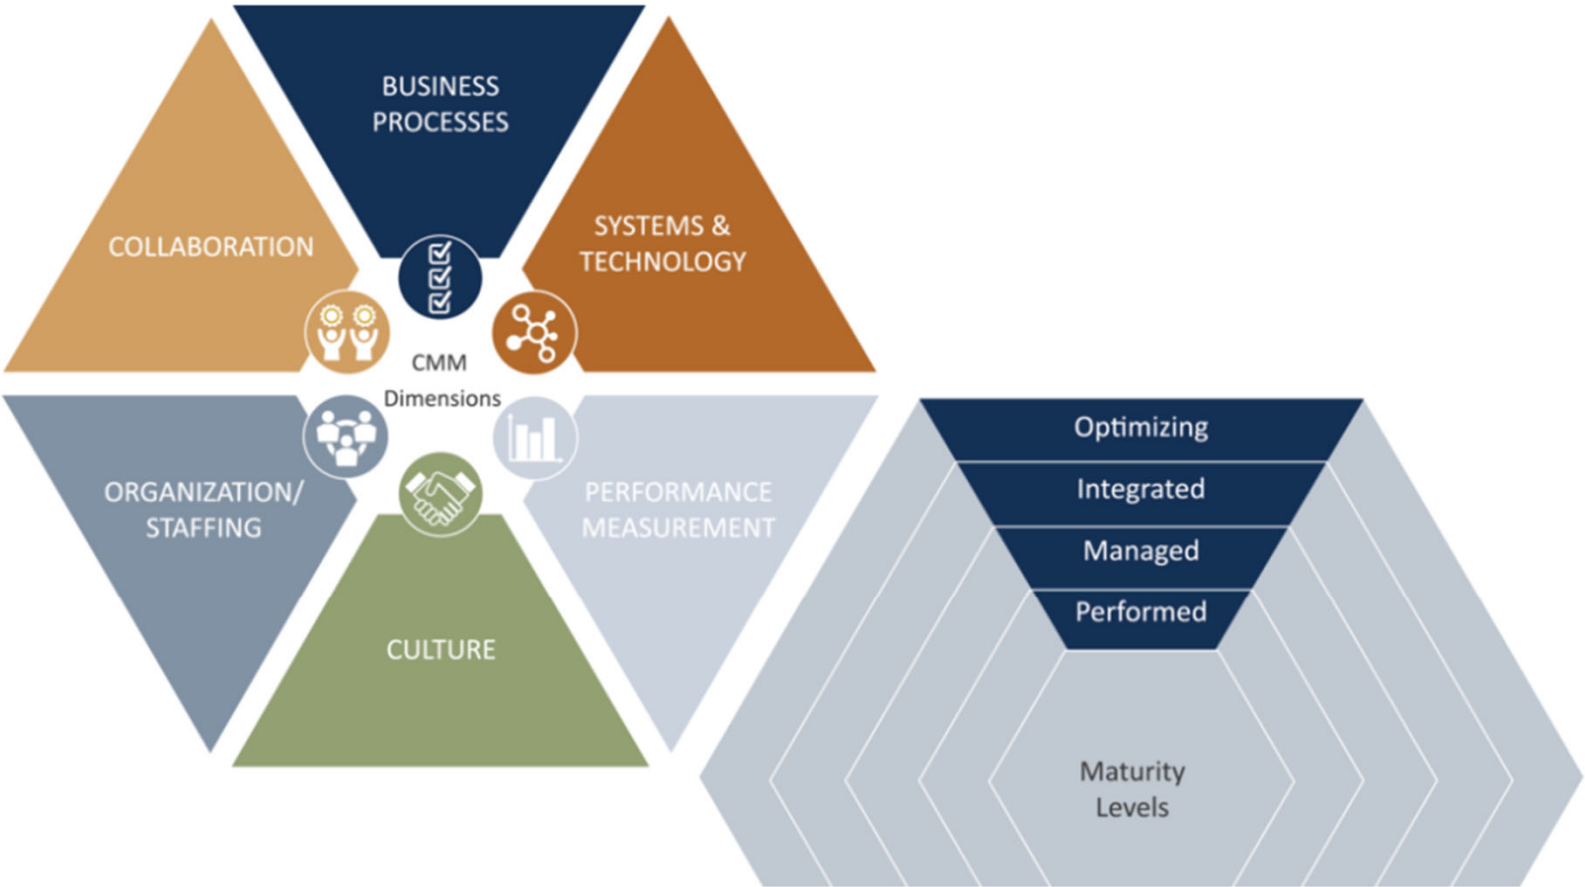 BUSINESS
PROCESSES
COLLABORATION
SYSTEMS &
TECHNOLOGY
CMM
Dimensions
ORGANIZATION/
STAFFING
PERFORMANCE
MEASUREMENT
CULTURE
Optimizing
Integrated
Managed
Performed
Maturity
Levels